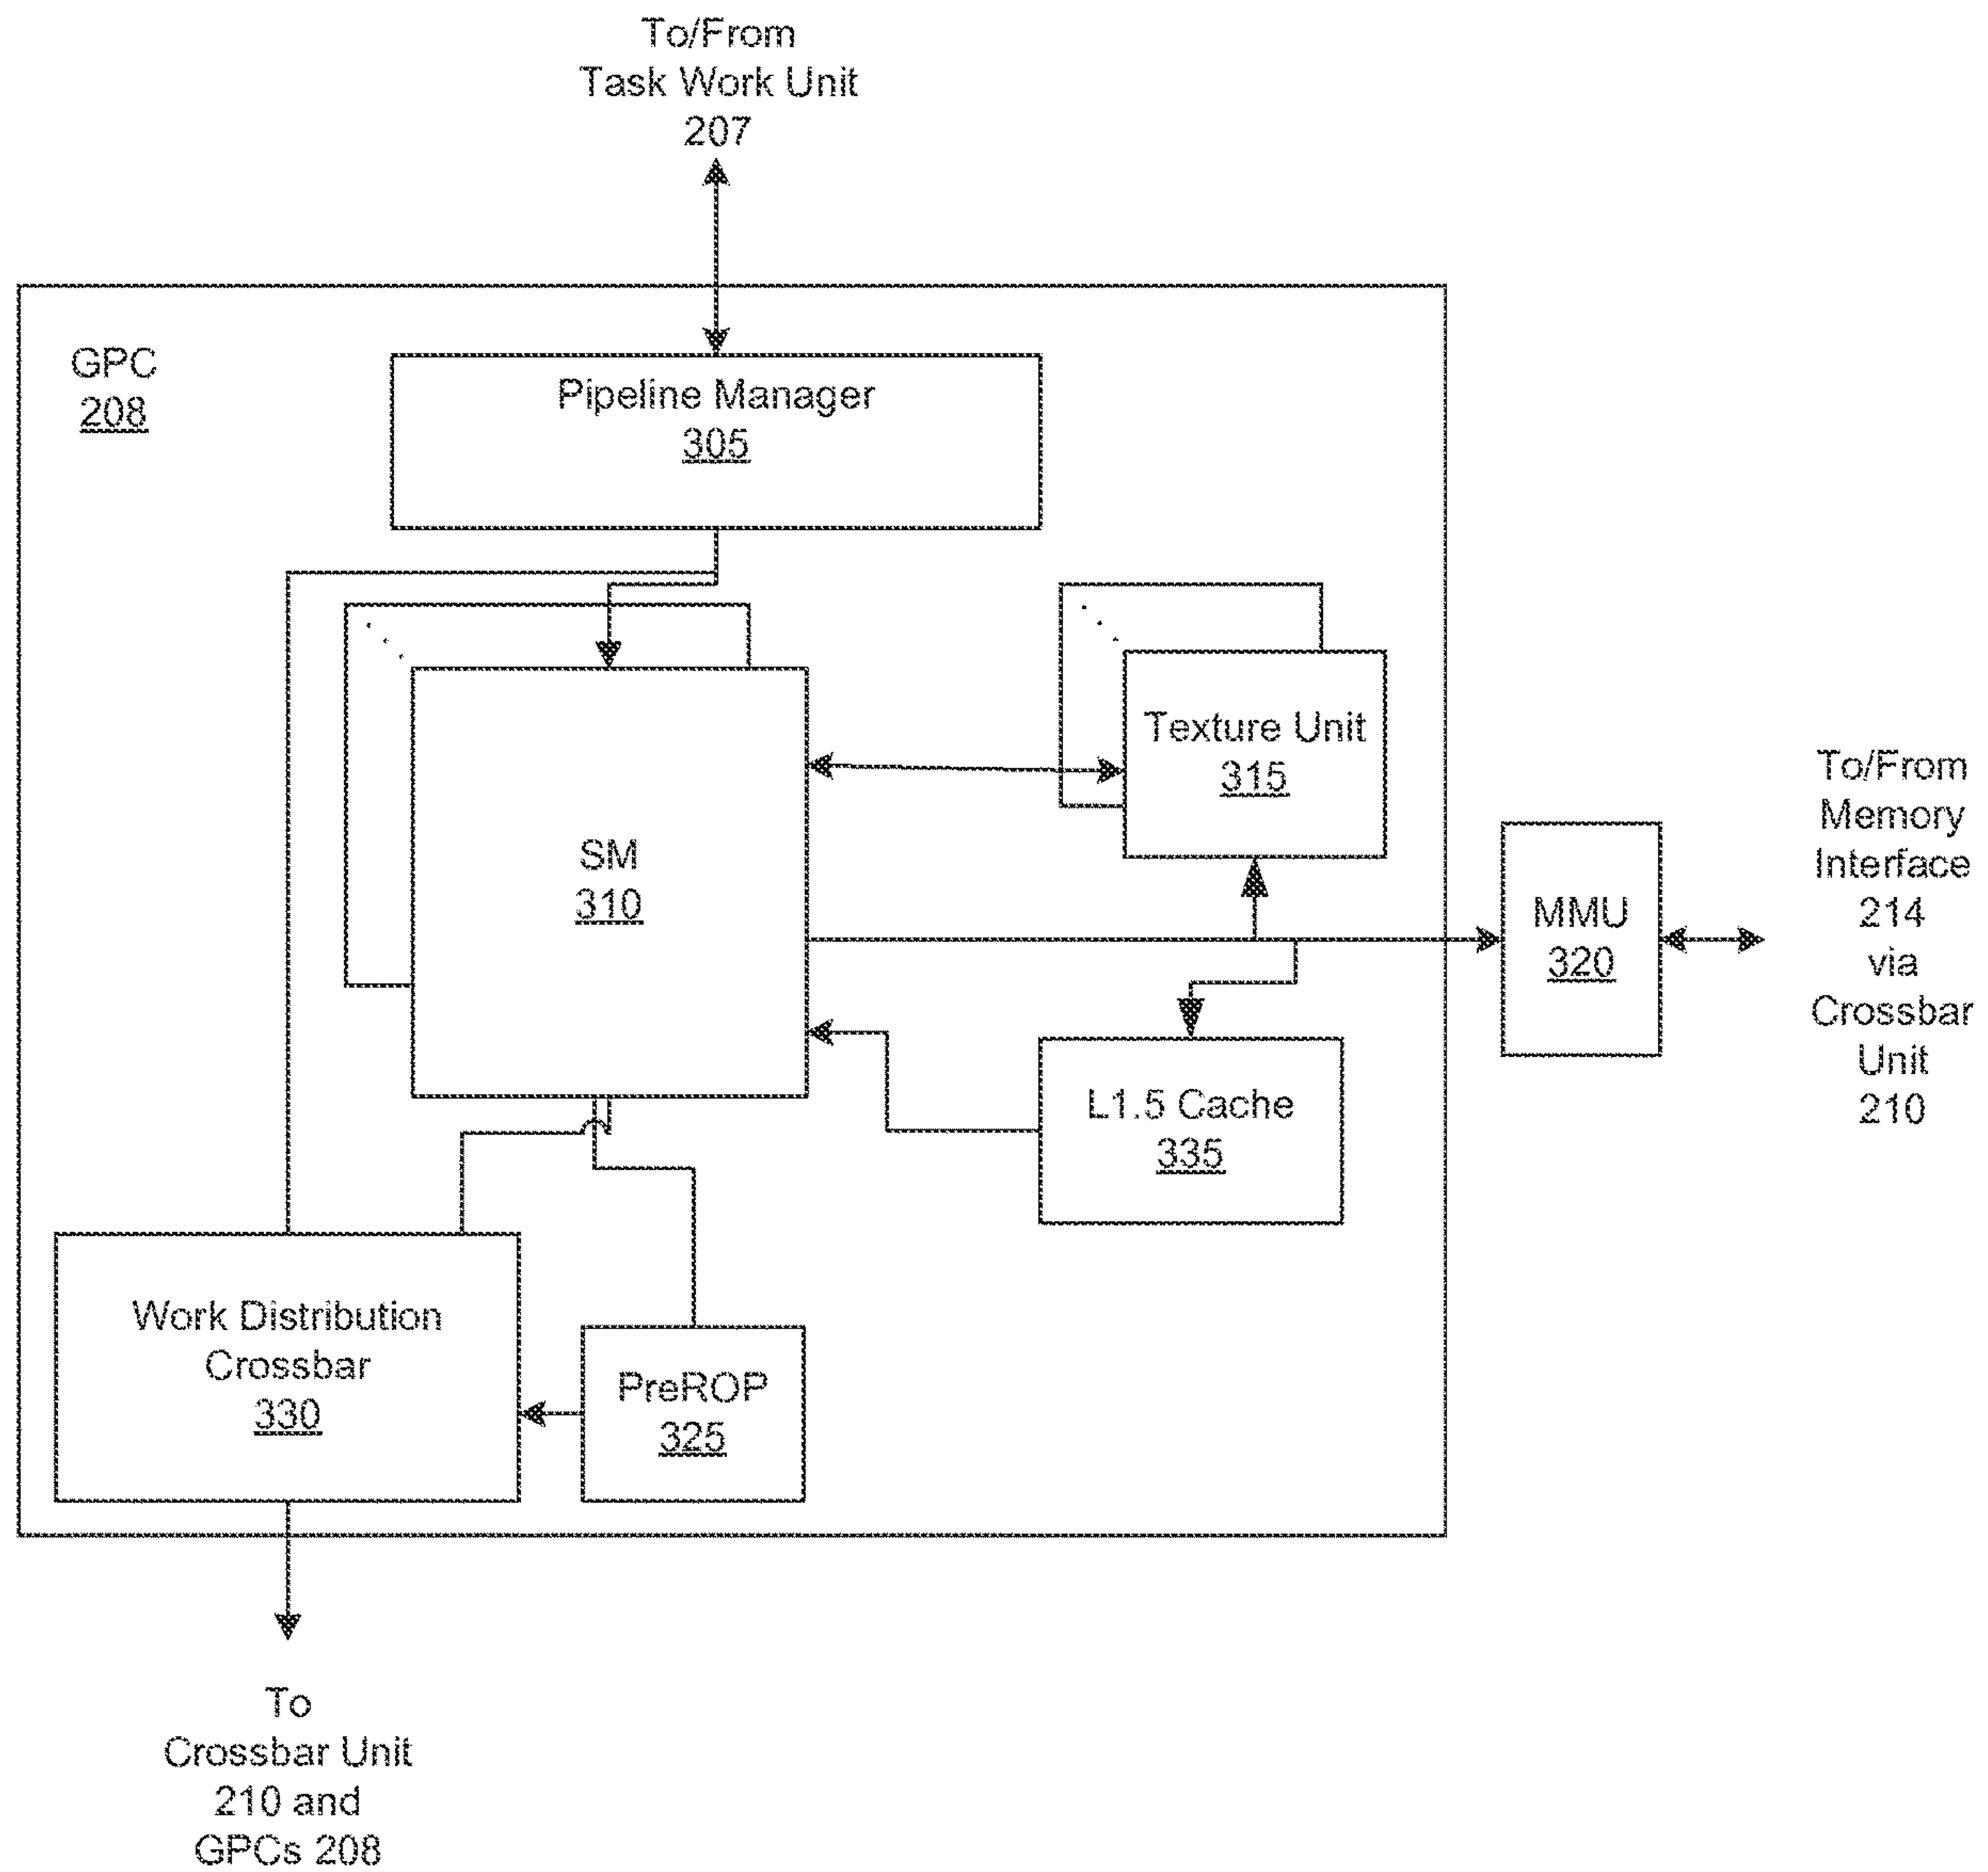 To/From
Task Work Unit
207
GPC
208
Pipeline Manager
305
Texture Unit
315
SM
310
MMU
320
To/From
Memory
Interface
214
via
Crossbar
Unit
210
L1.5 Cache
335
Work Distribution
Crossbar
330
PreROP
325
To
Crossbar Unit
210 and
GPCs 208